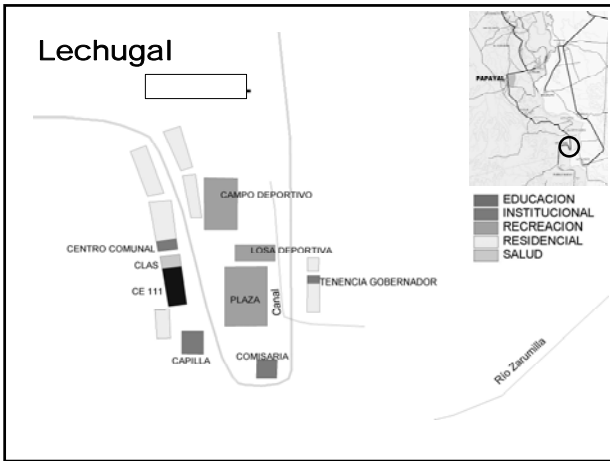 Lechugal
PAPAYAL
CAMPO DEPORTIVO
CENTRO COMUNAL
LOSA DEPORTIVA
CLAS
TENENCIA GOBERNADOR
CE 111
PLAZA
Canal
CAPILLA
COMISARIA
Río Zarumilla
EDUCACION
INSTITUCIONAL
RECREACION
RESIDENCIAL
SALUD